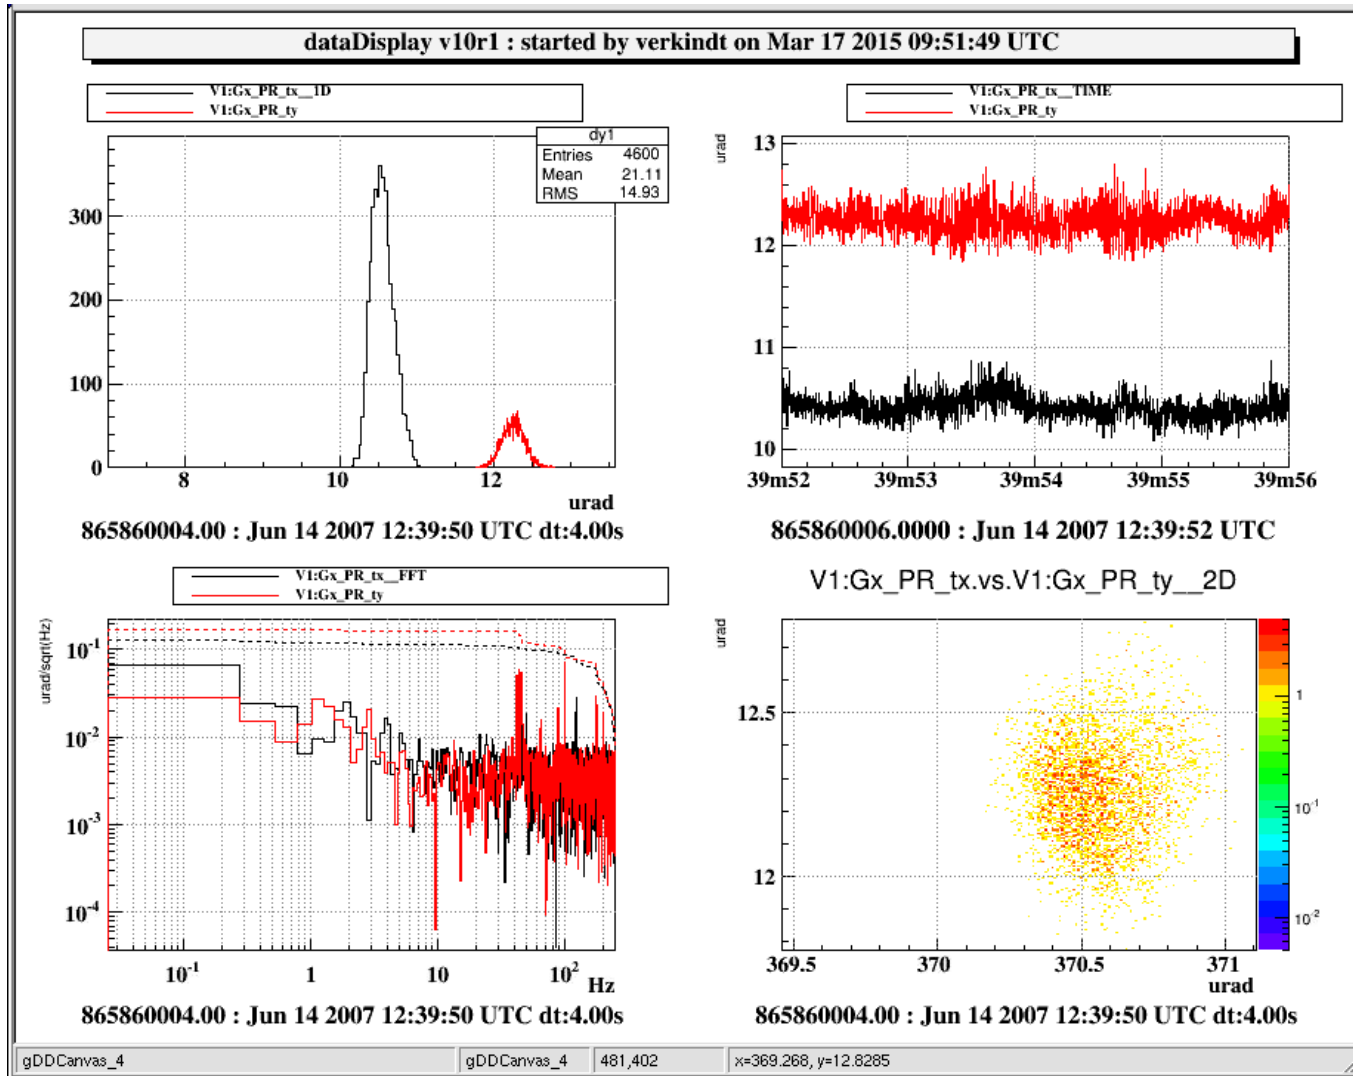 dataDisplay v10r1 : started by verkindt on Mar 17 2015 09:51:49 UTC
V1:Gx_PR_tx__1D
V1:Gx_PR_ty
dy1
Entries 4600
Mean 21.11
RMS 14.93
300
200
100
0
8 10 12
urad
865860004.00 : Jun 14 2007 12:39:50 UTC dt:4.00s
V1:Gx_PR_tx__TIME
V1:Gx_PR_ty
urad
13
12
11
10
39m52 39m53 39m54 39m55 39m56
865860006.0000 : Jun 14 2007 12:39:52 UTC
V1:Gx_PR_tx__FFT
V1:Gx_PR_ty
urad/sqrt(Hz)
10^-1
10^-2
10^-3
10^-4
10^-1 1 10 10^2
Hz
865860004.00 : Jun 14 2007 12:39:50 UTC dt:4.00s
V1:Gx_PR_tx.vs.V1:Gx_PR_ty__2D
urad
12.5
12
1
10^-1
10^-2
369.5 370 370.5 371
urad
865860004.00 : Jun 14 2007 12:39:50 UTC dt:4.00s
gDDCanvas_4 gDDCanvas_4 481,402 x=369.268, y=12.8285